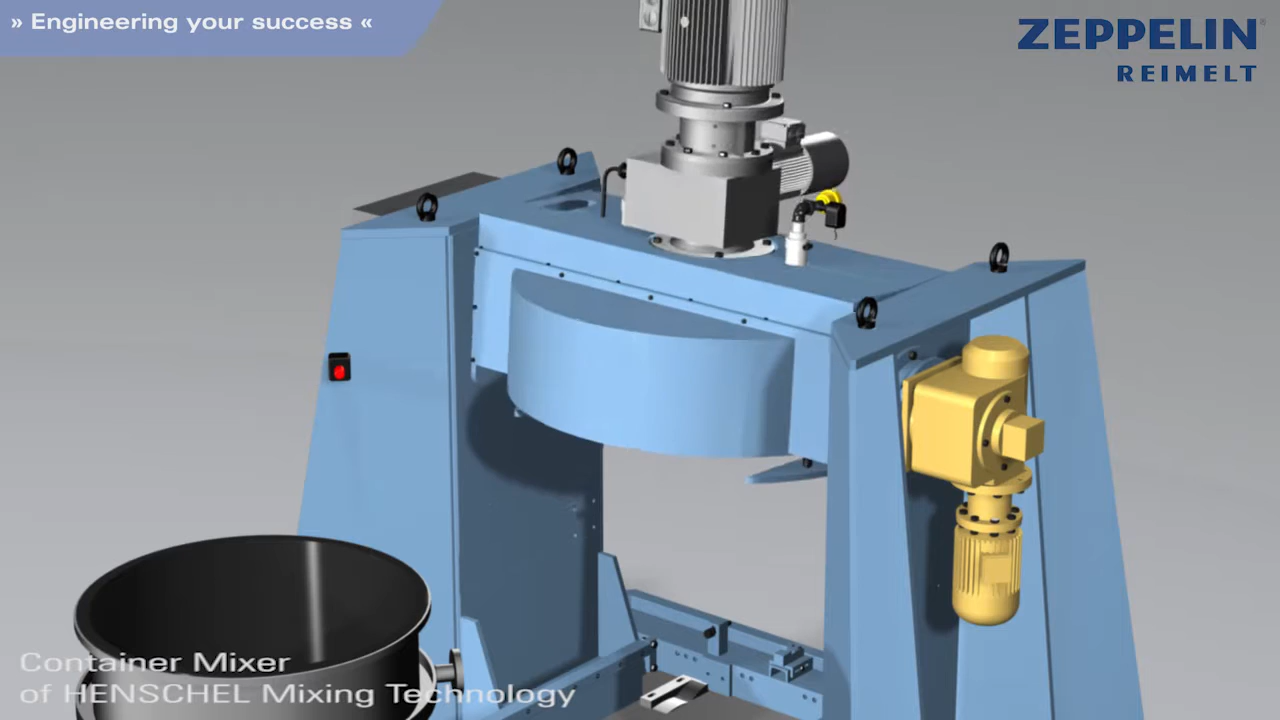 » Engineering your success «
ZEPPELIN
REIMELT
Container Mixer
of HENSCHEL Mixing Technology